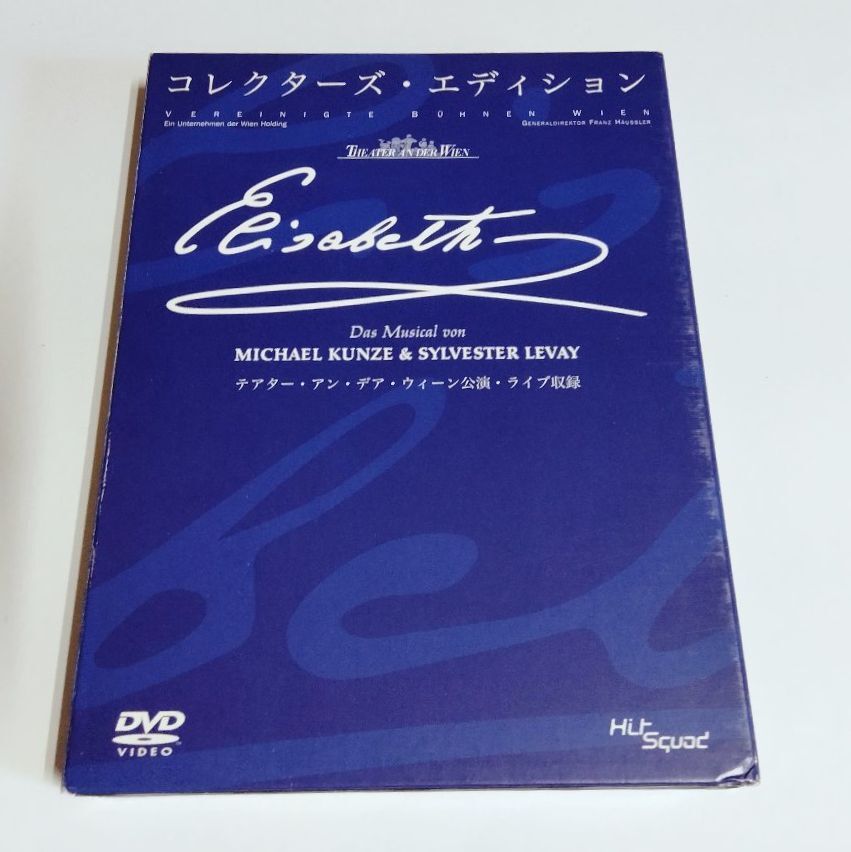 コレクターズ・エディション
VEREINIGTE BÜHNEN WIEN
Ein Unternehmen der Wien Holding
GENERALDIREKTOR FRANZ HÄUSSLER
THEATER AN DER WIEN
Elisabeth
Das Musical von
MICHAEL KUNZE & SYLVESTER LEVAY
テアター・アン・デア・ウィーン公演・ライブ収録
DVD
VIDEO
Hit
Squad